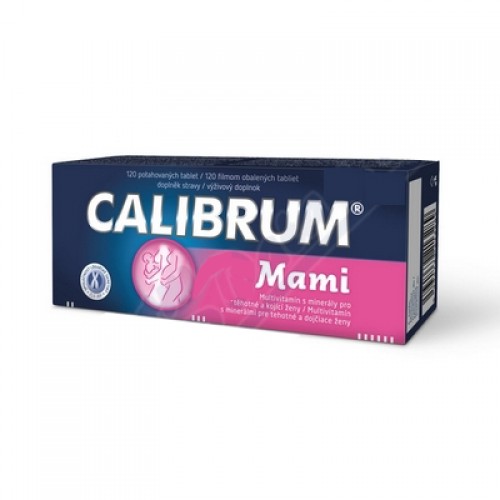 120 potahovaných tablet / 120 filmom obalených tabliet
doplněk stravy / výživový doplnok
CALIBRUM®
Mami
Multivitamin s minerály pro
těhotné a kojící ženy / Multivitamín
s minerálmi pre tehotné a dojčiace ženy